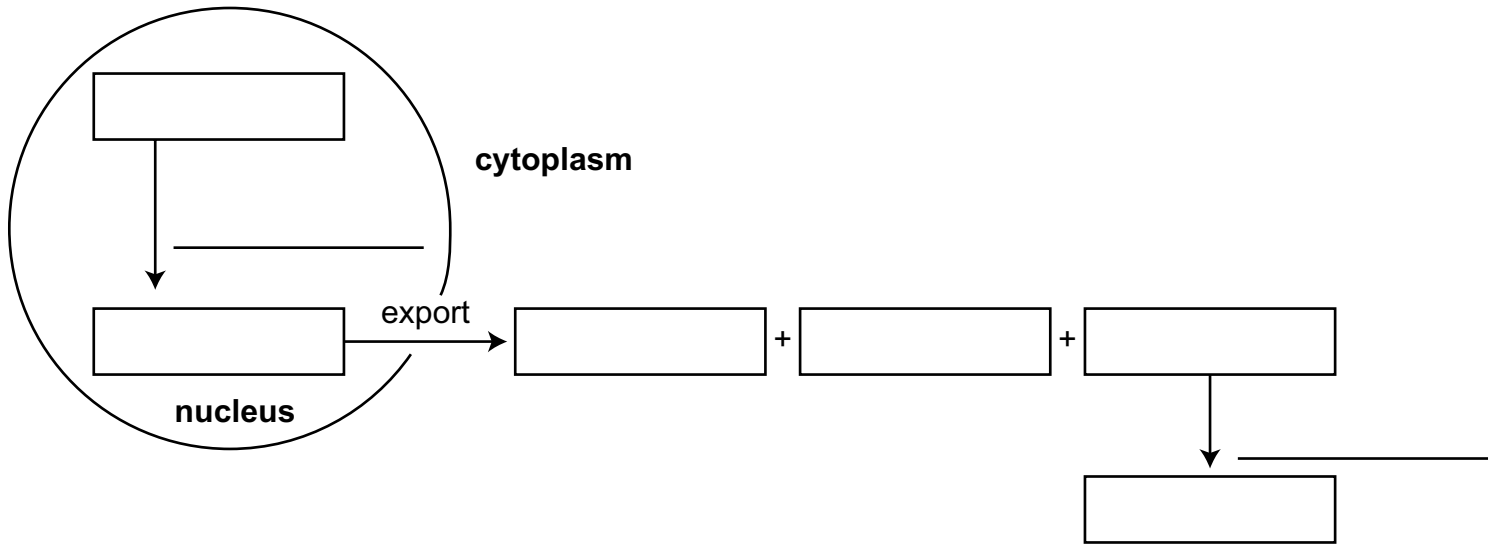 cytoplasm
export
+ +
nucleus